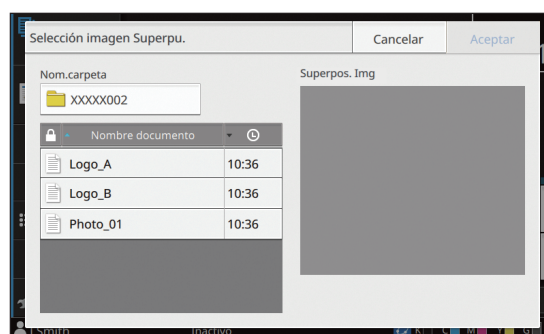 Selección imagen Superpu.
Cancelar
Aceptar
Nom.carpeta
Superpos. Img
XXXXX002
Nombre documento
Logo_A 10:36
Logo_B 10:36
Photo_01 10:36
J Smith Inactivo K C M Y G